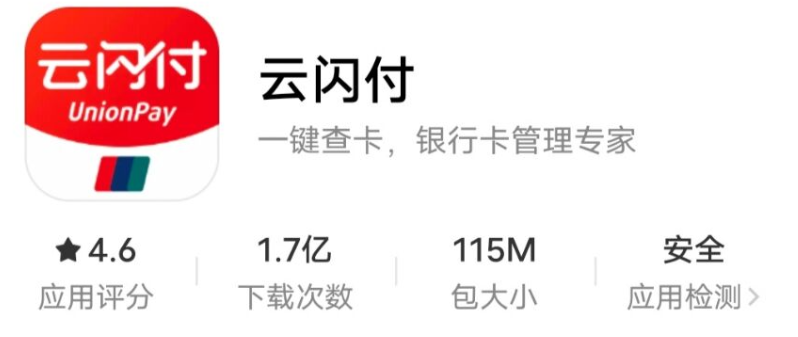 云闪付
UnionPay
云闪付
一键查卡，银行卡管理专家
★4.6 1.7亿 115M 安全
应用评分 下载次数 包大小 应用检测>